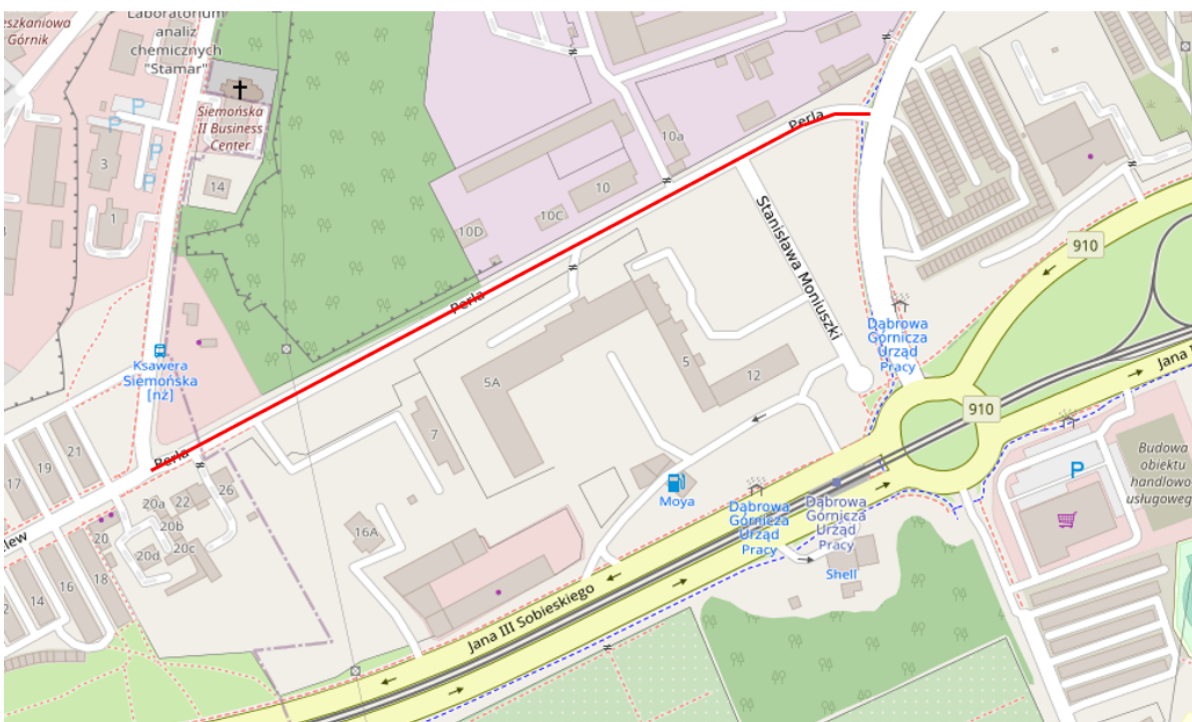 Laboratorium
analiz
chemicznych
"Stamar"
eszkaniowa
Górnik
P
P
P
P
Siemońska
II Business
Center
3
14
1
10a
Perla
10
10C
10D
Stanisława Moniuszki
910
Perla
Dąbrowa
Górnicza
Urząd
Pracy
Ksawera
Siemońska
[nż]
5
5A
12
Jana I
910
7
21
19
17
Perla
Budowa
obiektu
handlowo
usługowego
P
20a
22
26
20
20b
20c
20d
lew
18
16
14
16A
Moya
Dąbrowa
Górnicza
Urząd
Pracy
Dąbrowa
Górnicza
Urząd
Pracy
Shell
Jana III Sobieskiego